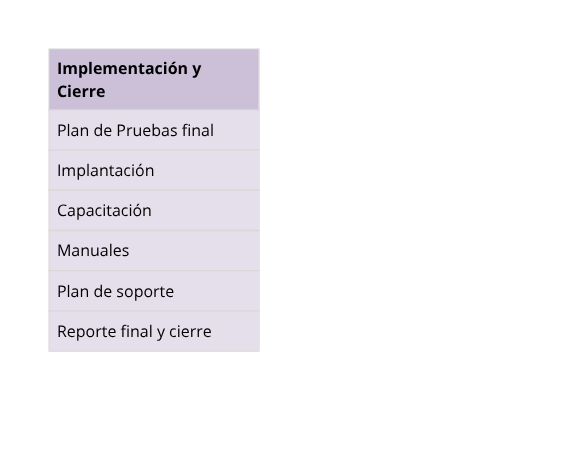 Implementación y
Cierre
Plan de Pruebas final
Implantación
Capacitación
Manuales
Plan de soporte
Reporte final y cierre